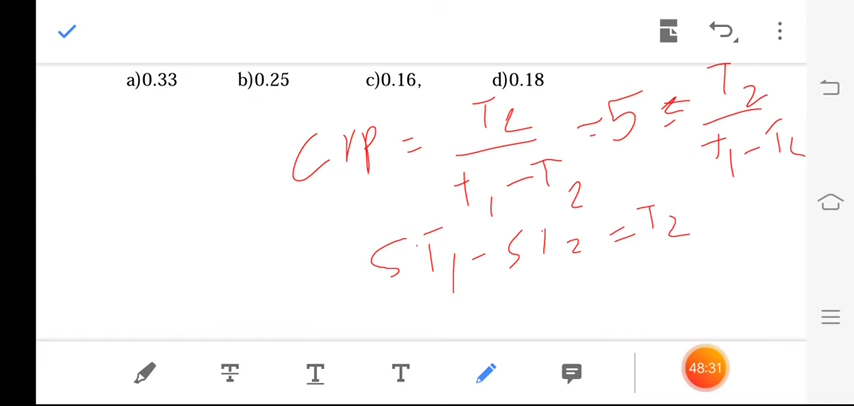 a)0.33 b)0.25 c)0.16, d)0.18
CYP = T2 / T1 - T2 = 5 = T2 / T1 - T2
5T1 - 5T2 = T2
T T T
48:31